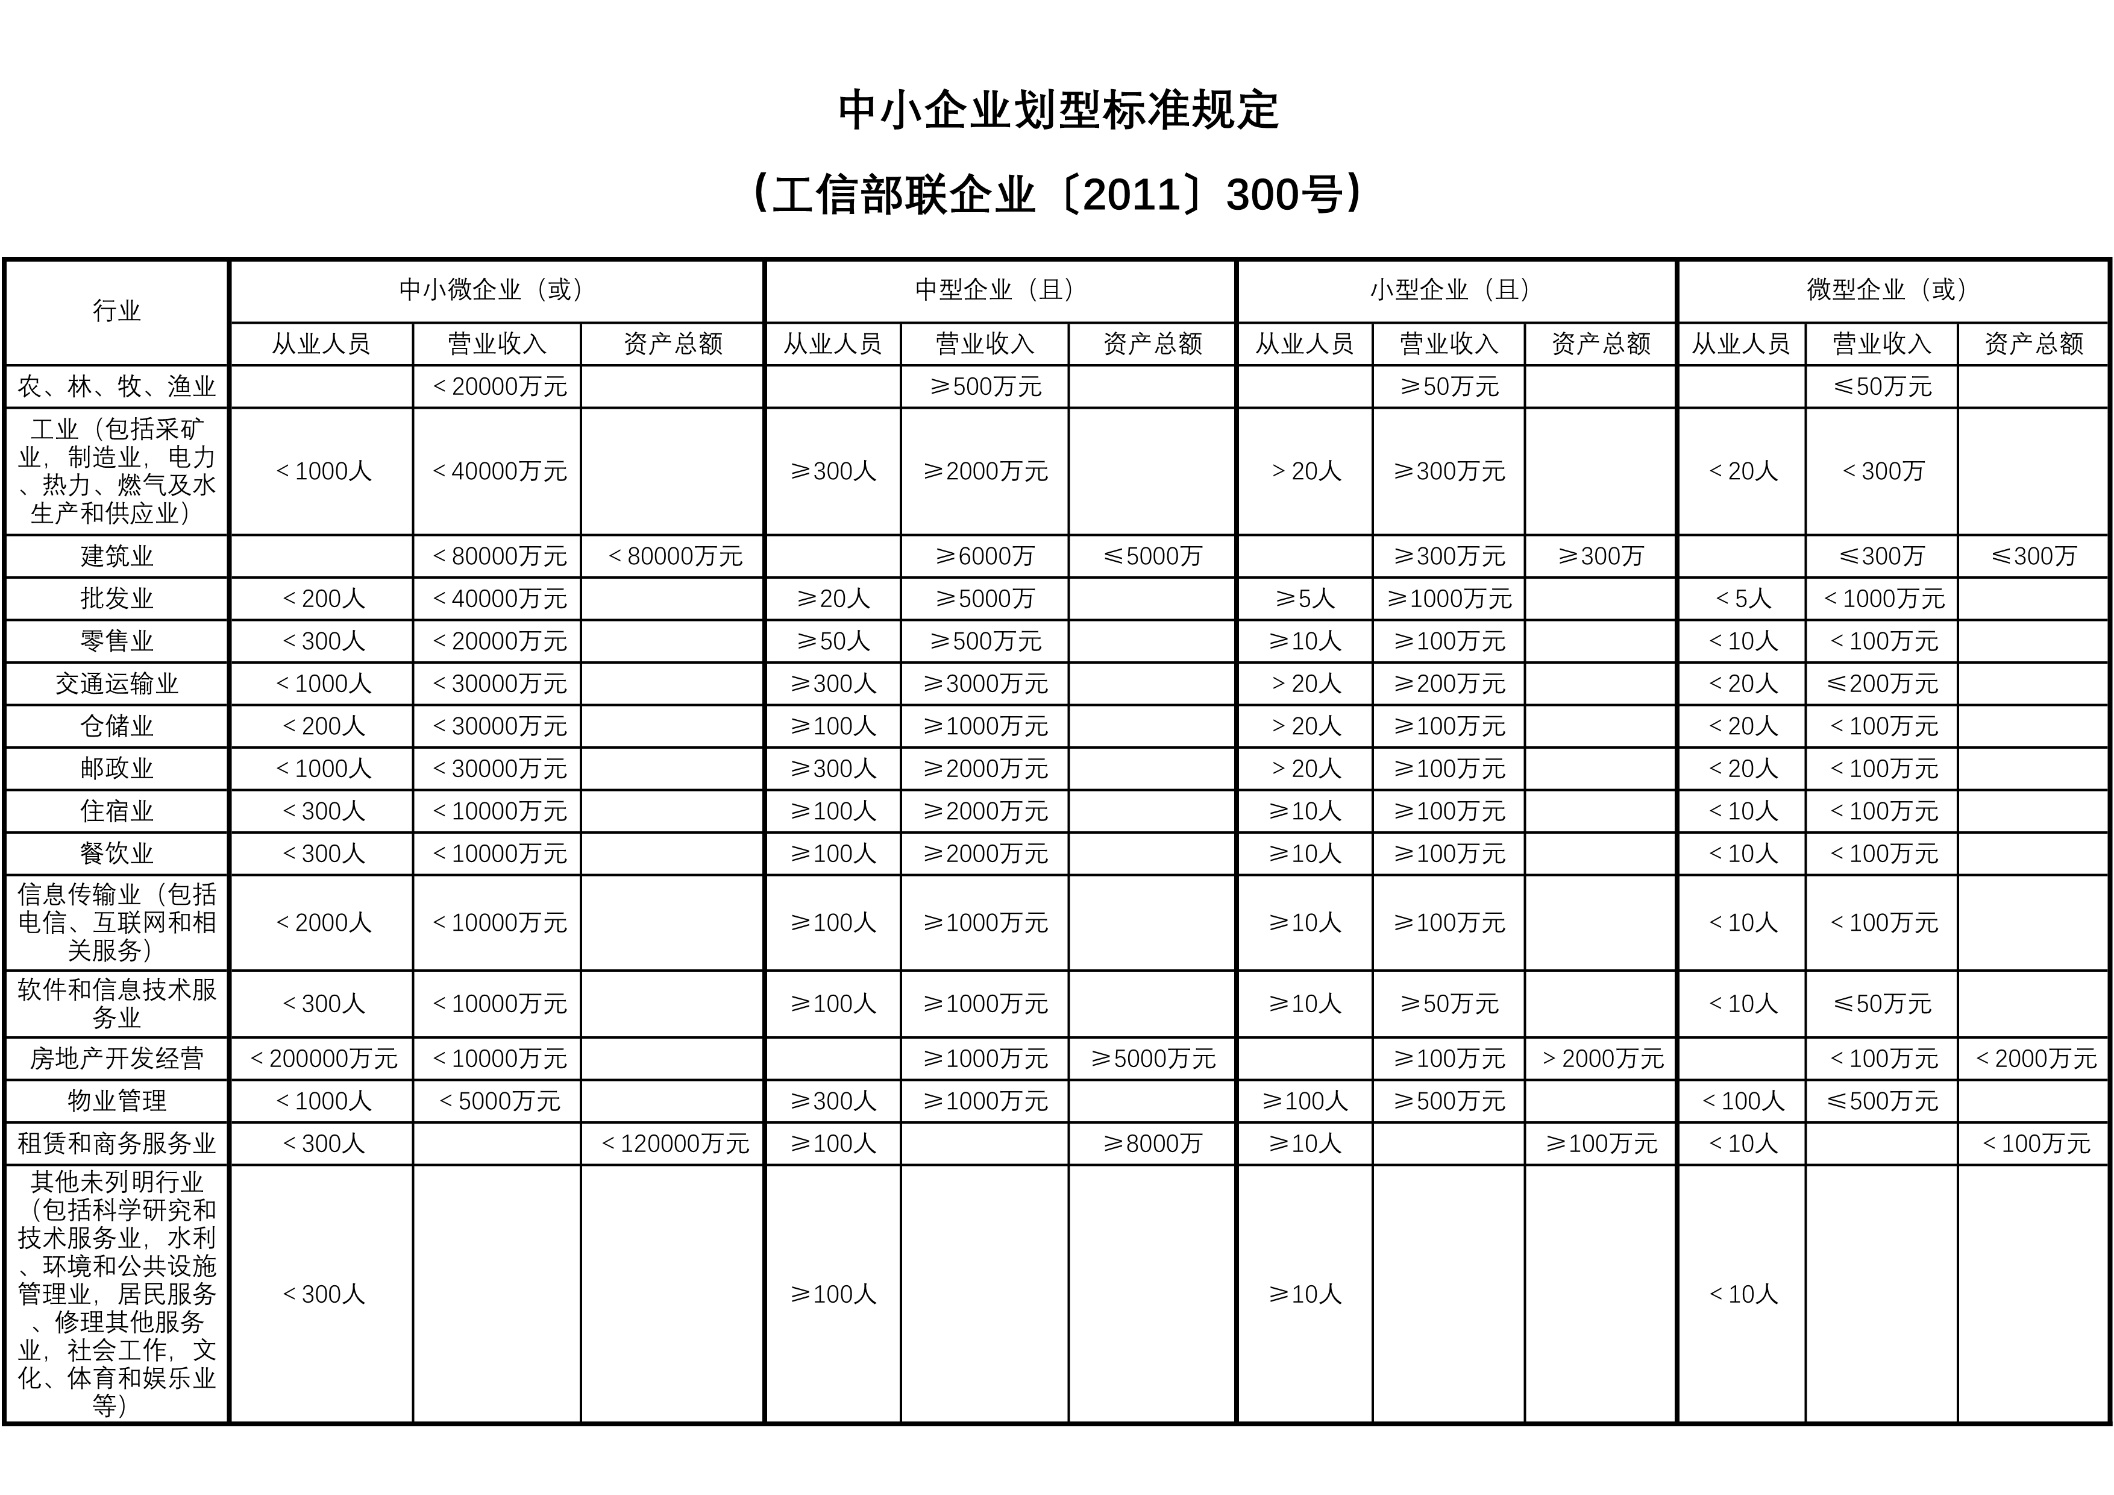 中小企业划型标准规定
（工信部联企业〔2011〕300号）
行业 中小微企业（或） 中型企业（且） 小型企业（且） 微型企业（或）
从业人员 营业收入 资产总额 从业人员 营业收入 资产总额 从业人员 营业收入 资产总额 从业人员 营业收入 资产总额
农、林、牧、渔业 ＜20000万元 ≥500万元 ≥50万元 ≤50万元
工业（包括采矿
业，制造业，电力
、热力、燃气及水
生产和供应业）
＜1000人 ＜40000万元 ≥300人 ≥2000万元 ＞20人 ≥300万元 ＜20人 ＜300万
建筑业 ＜80000万元 ＜80000万元 ≥6000万 ≤5000万 ≥300万元 ≥300万 ≤300万 ≤300万
批发业 ＜200人 ＜40000万元 ≥20人 ≥5000万 ≥5人 ≥1000万元 ＜5人 ＜1000万元
零售业 ＜300人 ＜20000万元 ≥50人 ≥500万元 ≥10人 ≥100万元 ＜10人 ＜100万元
交通运输业 ＜1000人 ＜30000万元 ≥300人 ≥3000万元 ＞20人 ≥200万元 ＜20人 ≤200万元
仓储业 ＜200人 ＜30000万元 ≥100人 ≥1000万元 ＞20人 ≥100万元 ＜20人 ＜100万元
邮政业 ＜1000人 ＜30000万元 ≥300人 ≥2000万元 ＞20人 ≥100万元 ＜20人 ＜100万元
住宿业 ＜300人 ＜10000万元 ≥100人 ≥2000万元 ≥10人 ≥100万元 ＜10人 ＜100万元
餐饮业 ＜300人 ＜10000万元 ≥100人 ≥2000万元 ≥10人 ≥100万元 ＜10人 ＜100万元
信息传输业（包括
电信、互联网和相
关服务）
＜2000人 ＜10000万元 ≥100人 ≥1000万元 ≥10人 ≥100万元 ＜10人 ＜100万元
软件和信息技术服
务业
＜300人 ＜10000万元 ≥100人 ≥1000万元 ≥10人 ≥50万元 ＜10人 ≤50万元
房地产开发经营 ＜200000万元 ＜10000万元 ≥1000万元 ≥5000万元 ≥100万元 ＞2000万元 ＜100万元 ＜2000万元
物业管理 ＜1000人 ＜5000万元 ≥300人 ≥1000万元 ≥100人 ≥500万元 ＜100人 ≤500万元
租赁和商务服务业 ＜300人 ＜120000万元 ≥100人 ≥8000万 ≥10人 ≥100万元 ＜10人 ＜100万元
其他未列明行业
（包括科学研究和
技术服务业，水利
、环境和公共设施
管理业，居民服务
、修理其他服务
业，社会工作，文
化、体育和娱乐业
等）
＜300人 ≥100人 ≥10人 ＜10人